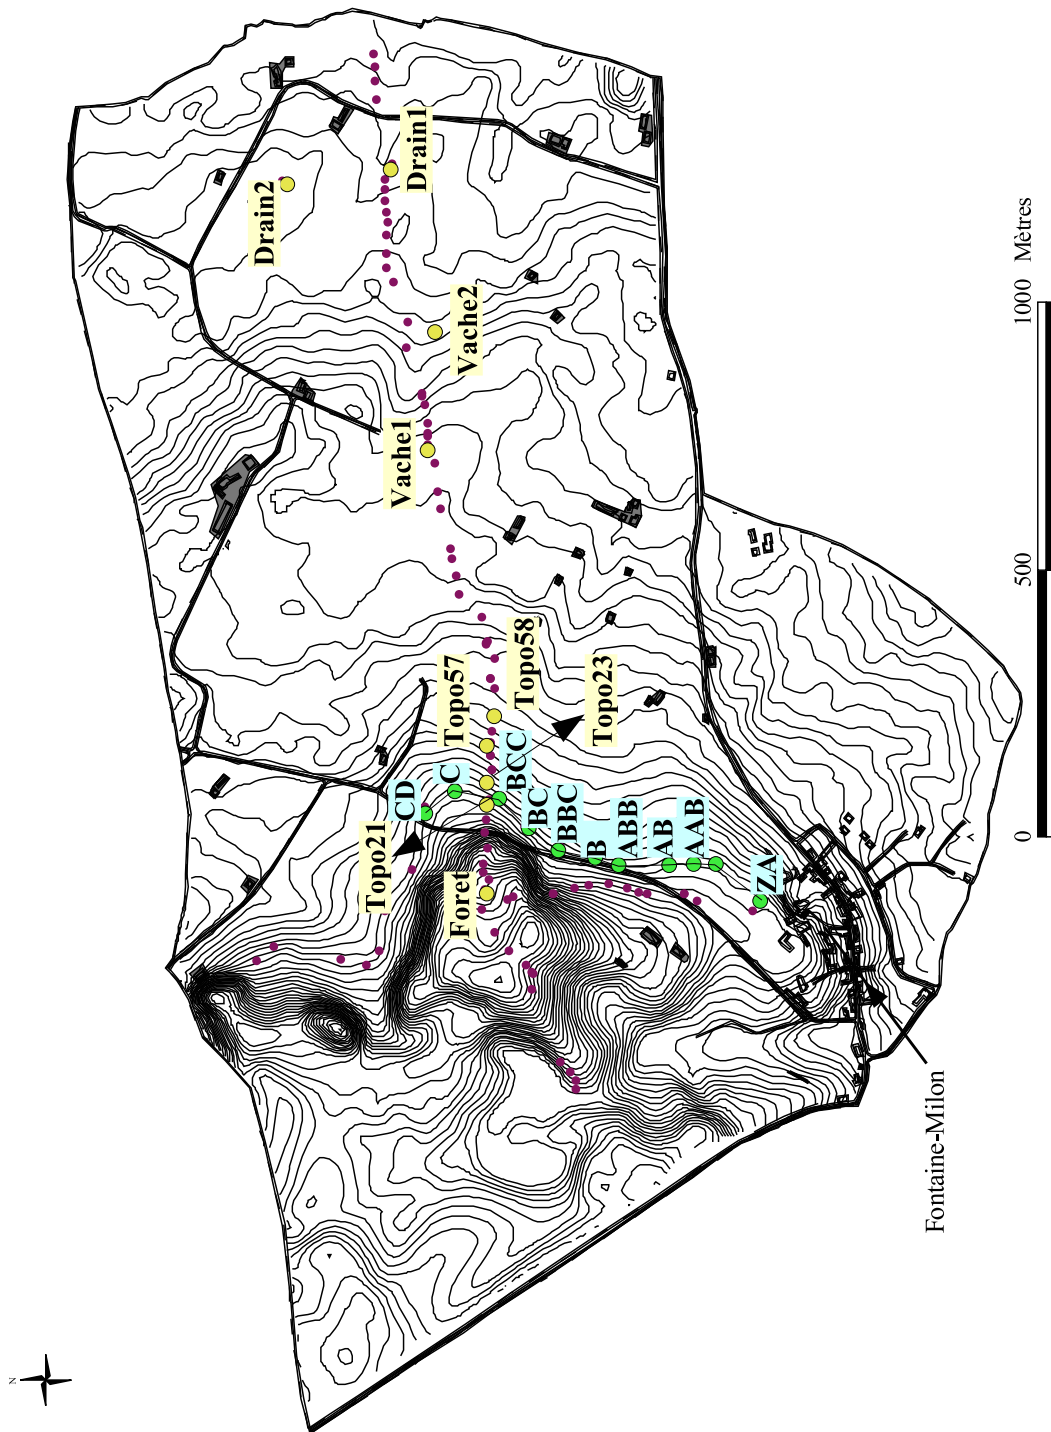 Drain2
Drain1
Vache2
Vache1
Topo58
Topo57
Topo23
BCC
C
CD
BC
BBC
B
ABB
AB
AAB
ZA
Topo21
Foret
Fontaine-Milon
0
500
1000 Mètres
N